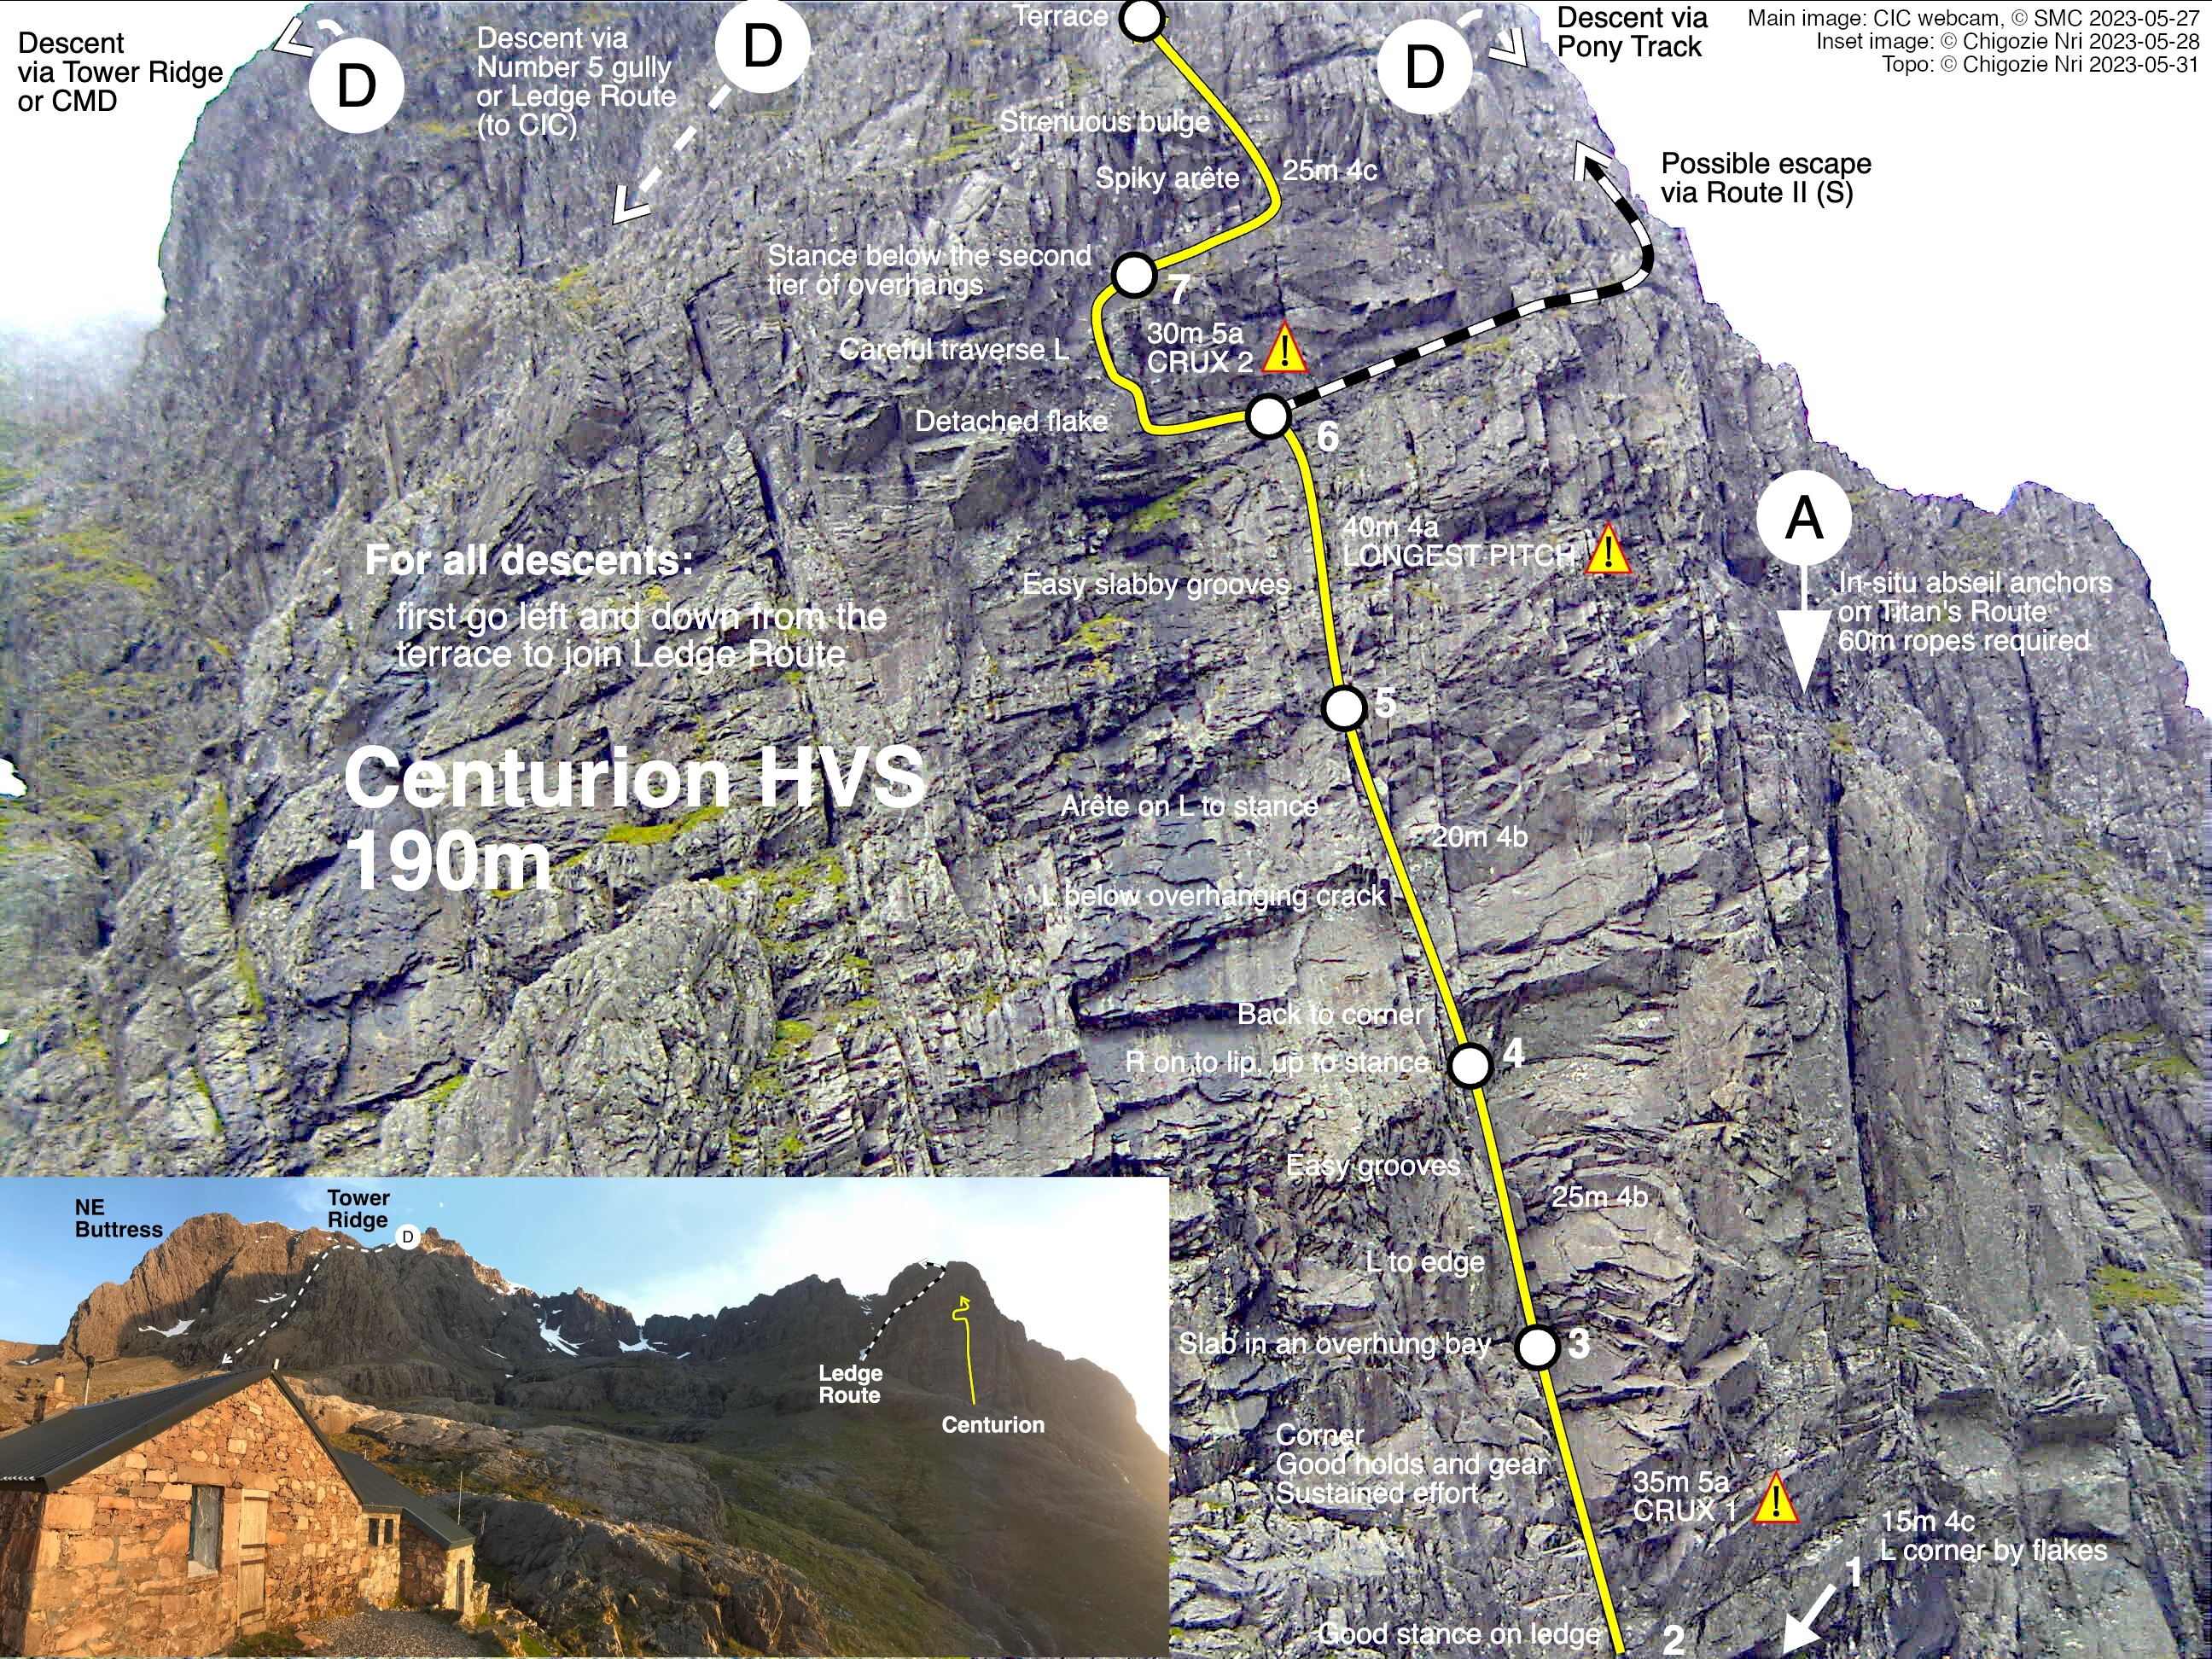 Descent
via Tower Ridge
or CMD
D
Descent via
Number 5 gully
or Ledge Route
(to CIC)
D
Terrace
D
Descent via
Pony Track
Main image: CIC webcam, © SMC 2023-05-27
Inset image: © Chigozie Nri 2023-05-28
Topo: © Chigozie Nri 2023-05-31
Strenuous bulge
Spiky arête
25m 4c
Possible escape
via Route II (S)
Stance below the second
tier of overhangs
7
30m 5a
CRUX 2
!
Careful traverse L
Detached flake
6
40m 4a
LONGEST PITCH
!
Easy slabby grooves
A
In-situ abseil anchors
on Titan's Route
60m ropes required
For all descents:
first go left and down from the
terrace to join Ledge Route
5
Centurion HVS
190m
Arête on L to stance
20m 4b
L below overhanging crack
Back to corner
4
R on to lip, up to stance
Easy grooves
25m 4b
L to edge
Slab in an overhung bay
3
Corner
Good holds and gear
Sustained effort
35m 5a
CRUX 1
!
15m 4c
L corner by flakes
1
Good stance on ledge
2
NE
Buttress
Tower
Ridge
D
Ledge
Route
Centurion